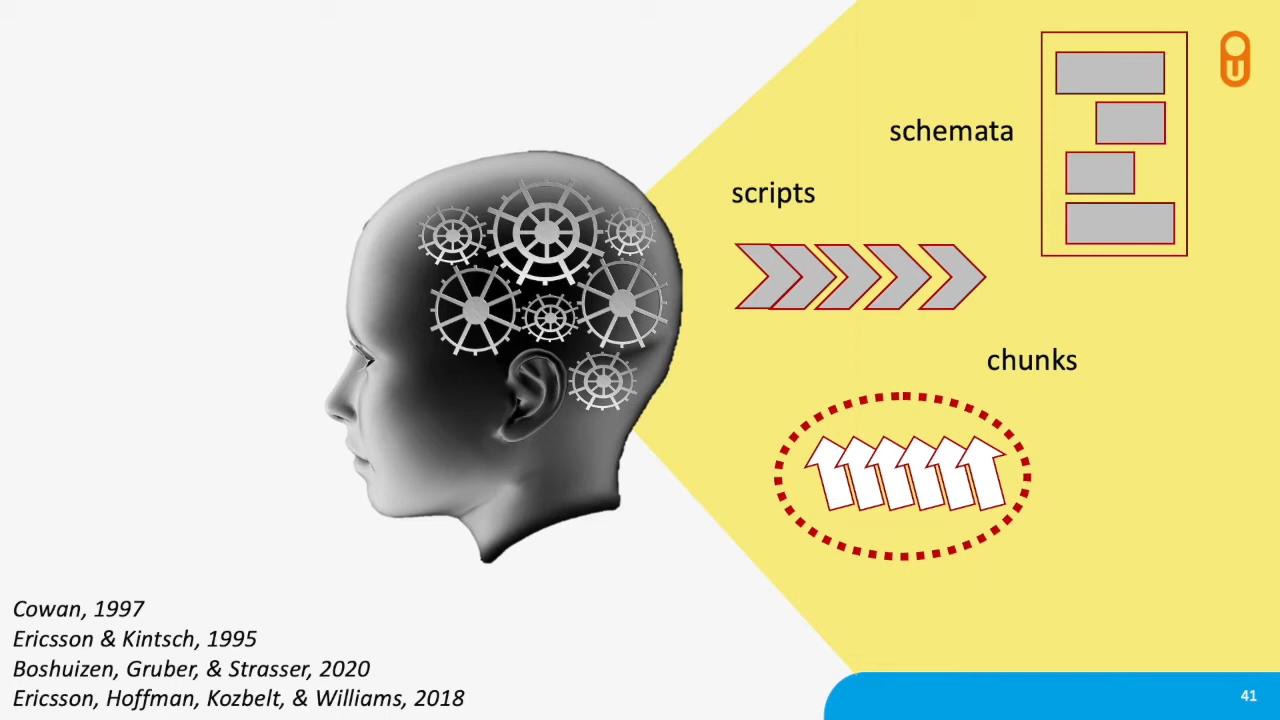 schemata
scripts
chunks
Cowan, 1997
Ericsson & Kintsch, 1995
Boshuizen, Gruber, & Strasser, 2020
Ericsson, Hoffman, Kozbelt, & Williams, 2018
41